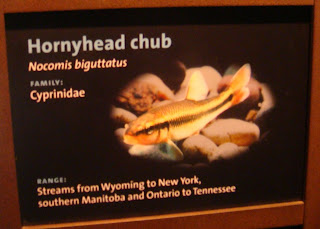 Hornyhead chub
Nocomis biguttatus
FAMILY:
Cyprinidae
RANGE:
Streams from Wyoming to New York,
southern Manitoba and Ontario to Tennessee